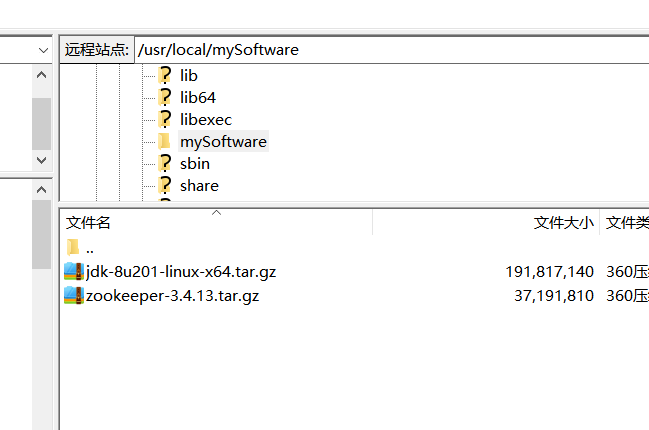 远程站点: /usr/local/mySoftware
lib
lib64
libexec
mySoftware
sbin
share
文件名 文件大小 文件类
..
jdk-8u201-linux-x64.tar.gz 191,817,140 360压
zookeeper-3.4.13.tar.gz 37,191,810 360压